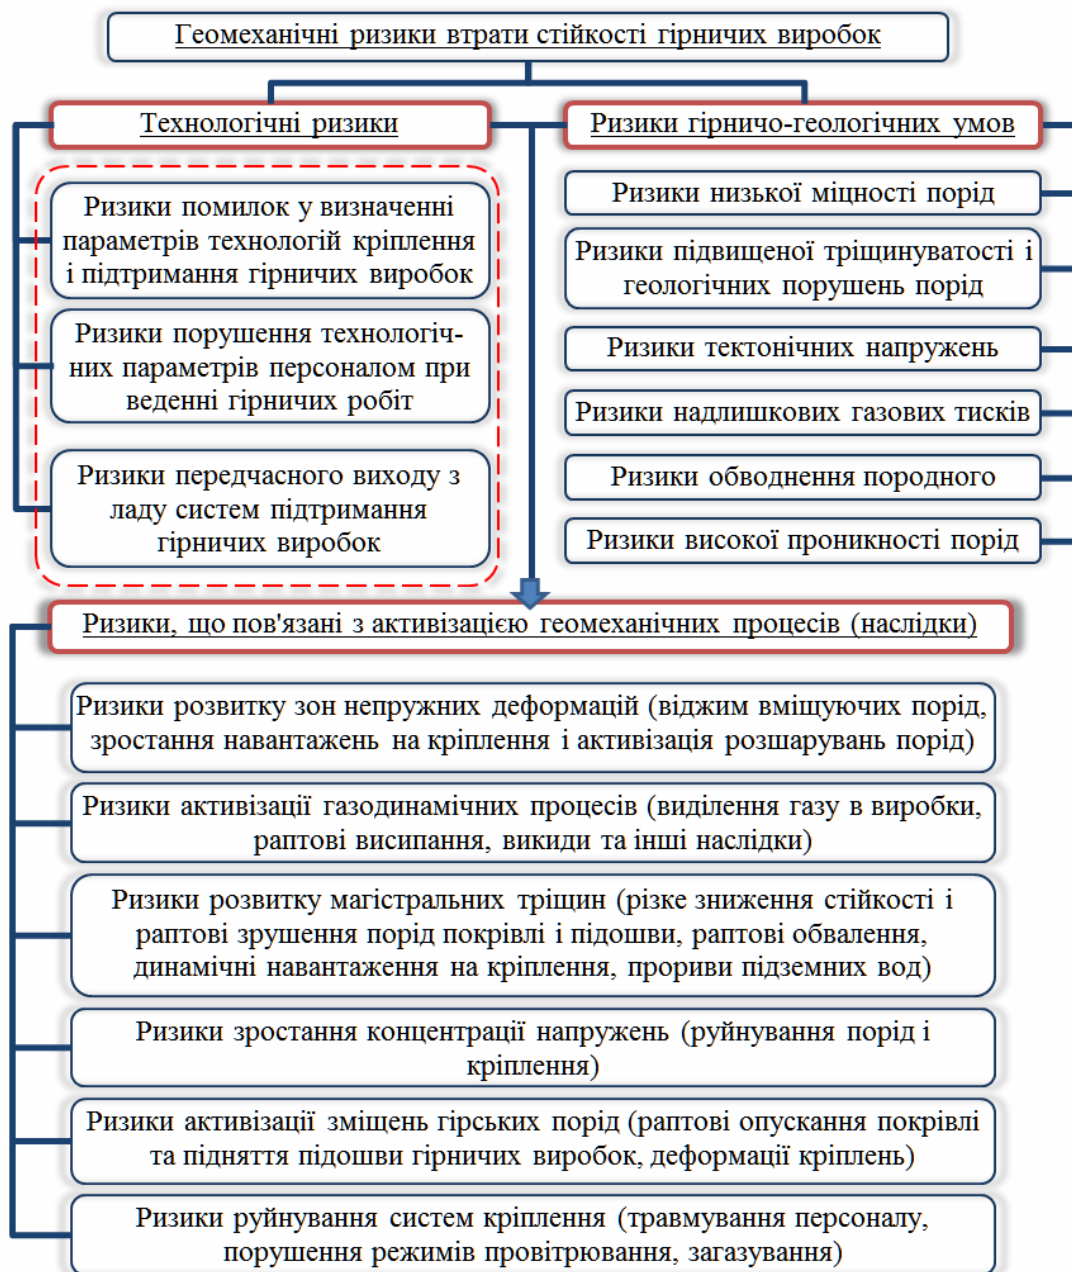 Геомеханічні ризики втрати стійкості гірничих виробок
Технологічні ризики
Ризики помилок у визначенні
параметрів технологій кріплення
і підтримання гірничих виробок
Ризики порушення технологіч-
них параметрів персоналом при
веденні гірничих робіт
Ризики передчасного виходу з
ладу систем підтримання
гірничих виробок
Ризики гірничо-геологічних умов
Ризики низької міцності порід
Ризики підвищеної тріщинуватості і
геологічних порушень порід
Ризики тектонічних напружень
Ризики надлишкових газових тисків
Ризики обводнення породного
Ризики високої проникності порід
Ризики, що пов'язані з активізацією геомеханічних процесів (наслідки)
Ризики розвитку зон непружних деформацій (віджим вміщуючих порід,
зростання навантажень на кріплення і активізація розшарувань порід)
Ризики активізації газодинамічних процесів (виділення газу в виробки,
раптові висипання, викиди та інші наслідки)
Ризики розвитку магістральних тріщин (різке зниження стійкості і
раптові зрушення порід покрівлі і підошви, раптові обвалення,
динамічні навантаження на кріплення, прориви підземних вод)
Ризики зростання концентрації напружень (руйнування порід і
кріплення)
Ризики активізації зміщень гірських порід (раптові опускання покрівлі
та підняття підошви гірничих виробок, деформації кріплень)
Ризики руйнування систем кріплення (травмування персоналу,
порушення режимів провітрювання, загазування)